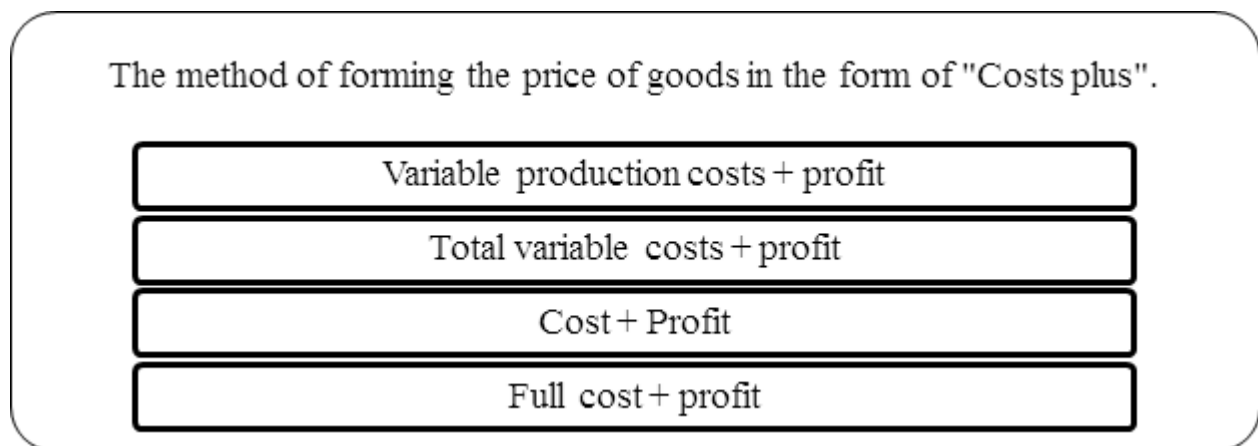 The method of forming the price of goods in the form of "Costs plus".
Variable production costs + profit
Total variable costs + profit
Cost + Profit
Full cost + profit